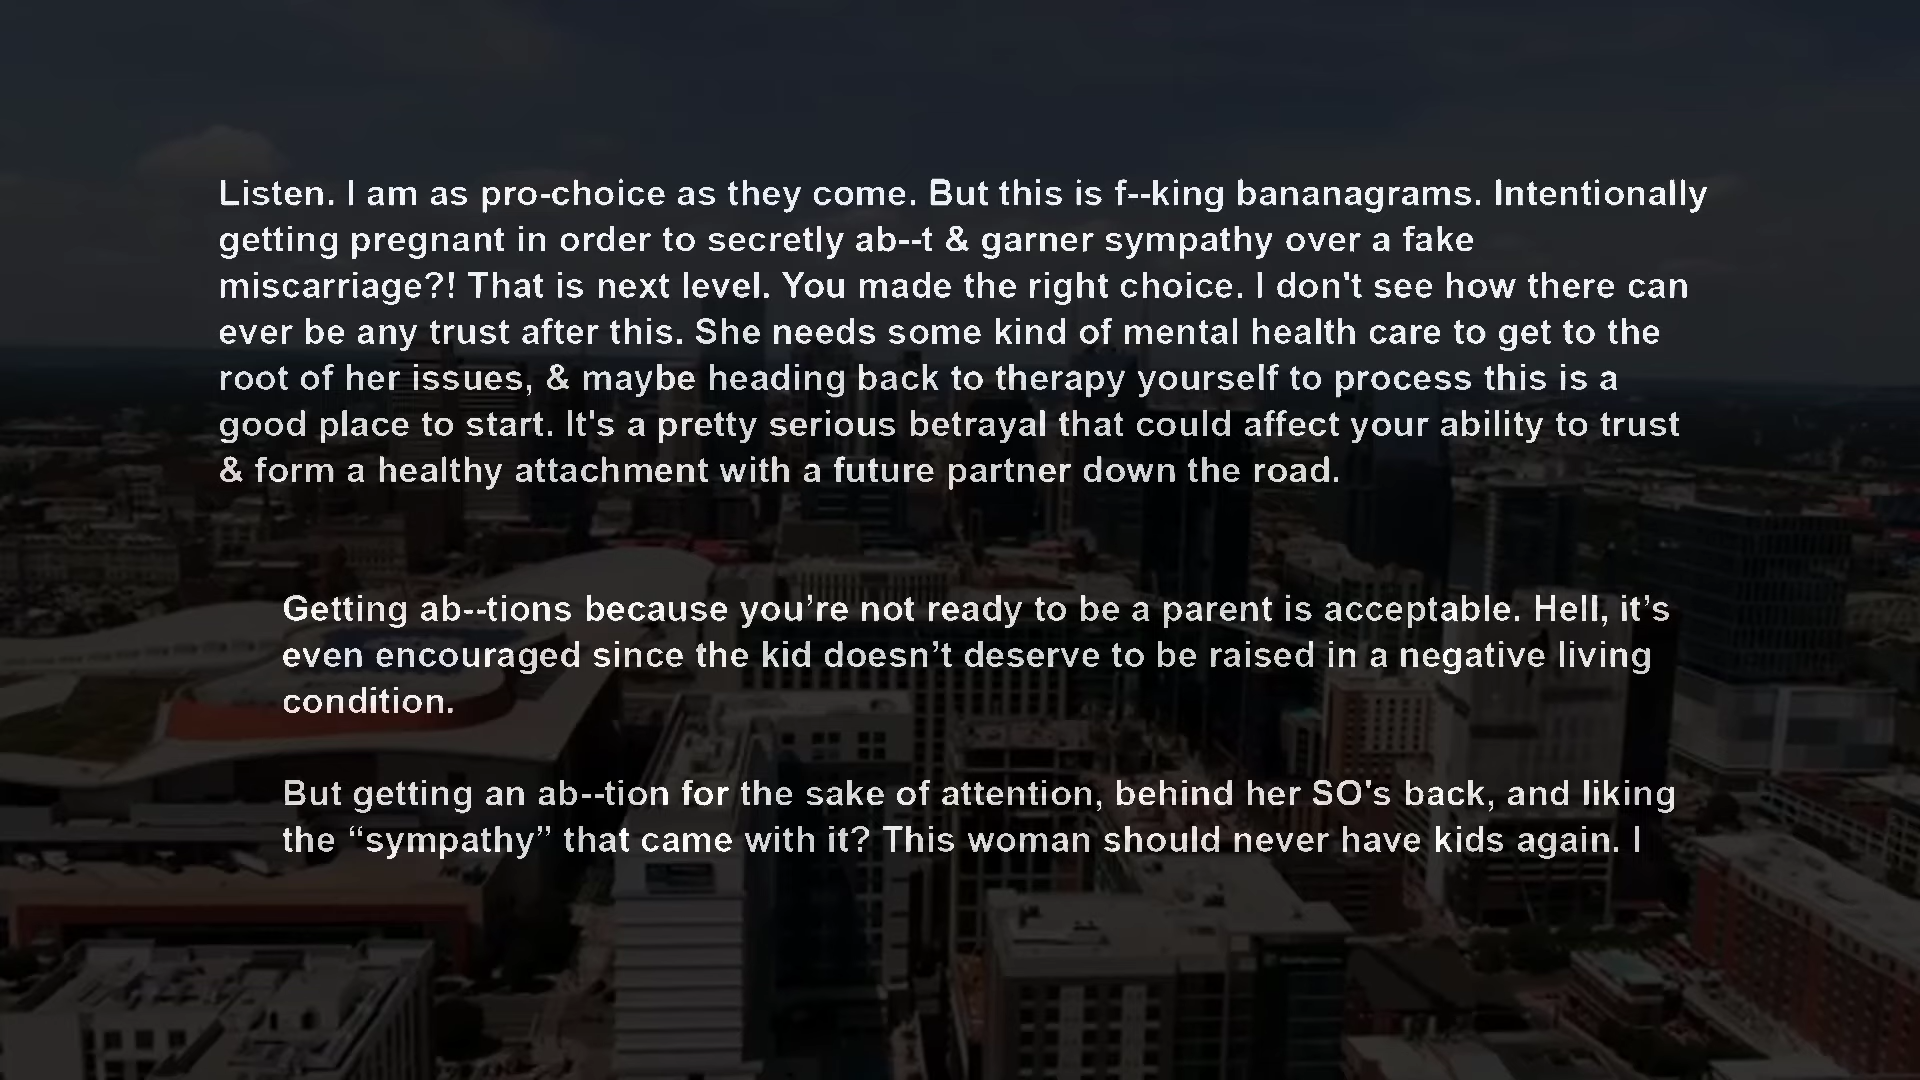 Listen. I am as pro-choice as they come. But this is f--king bananagrams. Intentionally
getting pregnant in order to secretly ab--t & garner sympathy over a fake
miscarriage?! That is next level. You made the right choice. I don't see how there can
ever be any trust after this. She needs some kind of mental health care to get to the
root of her issues, & maybe heading back to therapy yourself to process this is a
good place to start. It's a pretty serious betrayal that could affect your ability to trust
& form a healthy attachment with a future partner down the road.
Getting ab--tions because you’re not ready to be a parent is acceptable. Hell, it’s
even encouraged since the kid doesn’t deserve to be raised in a negative living
condition.
But getting an ab--tion for the sake of attention, behind her SO's back, and liking
the “sympathy” that came with it? This woman should never have kids again. I